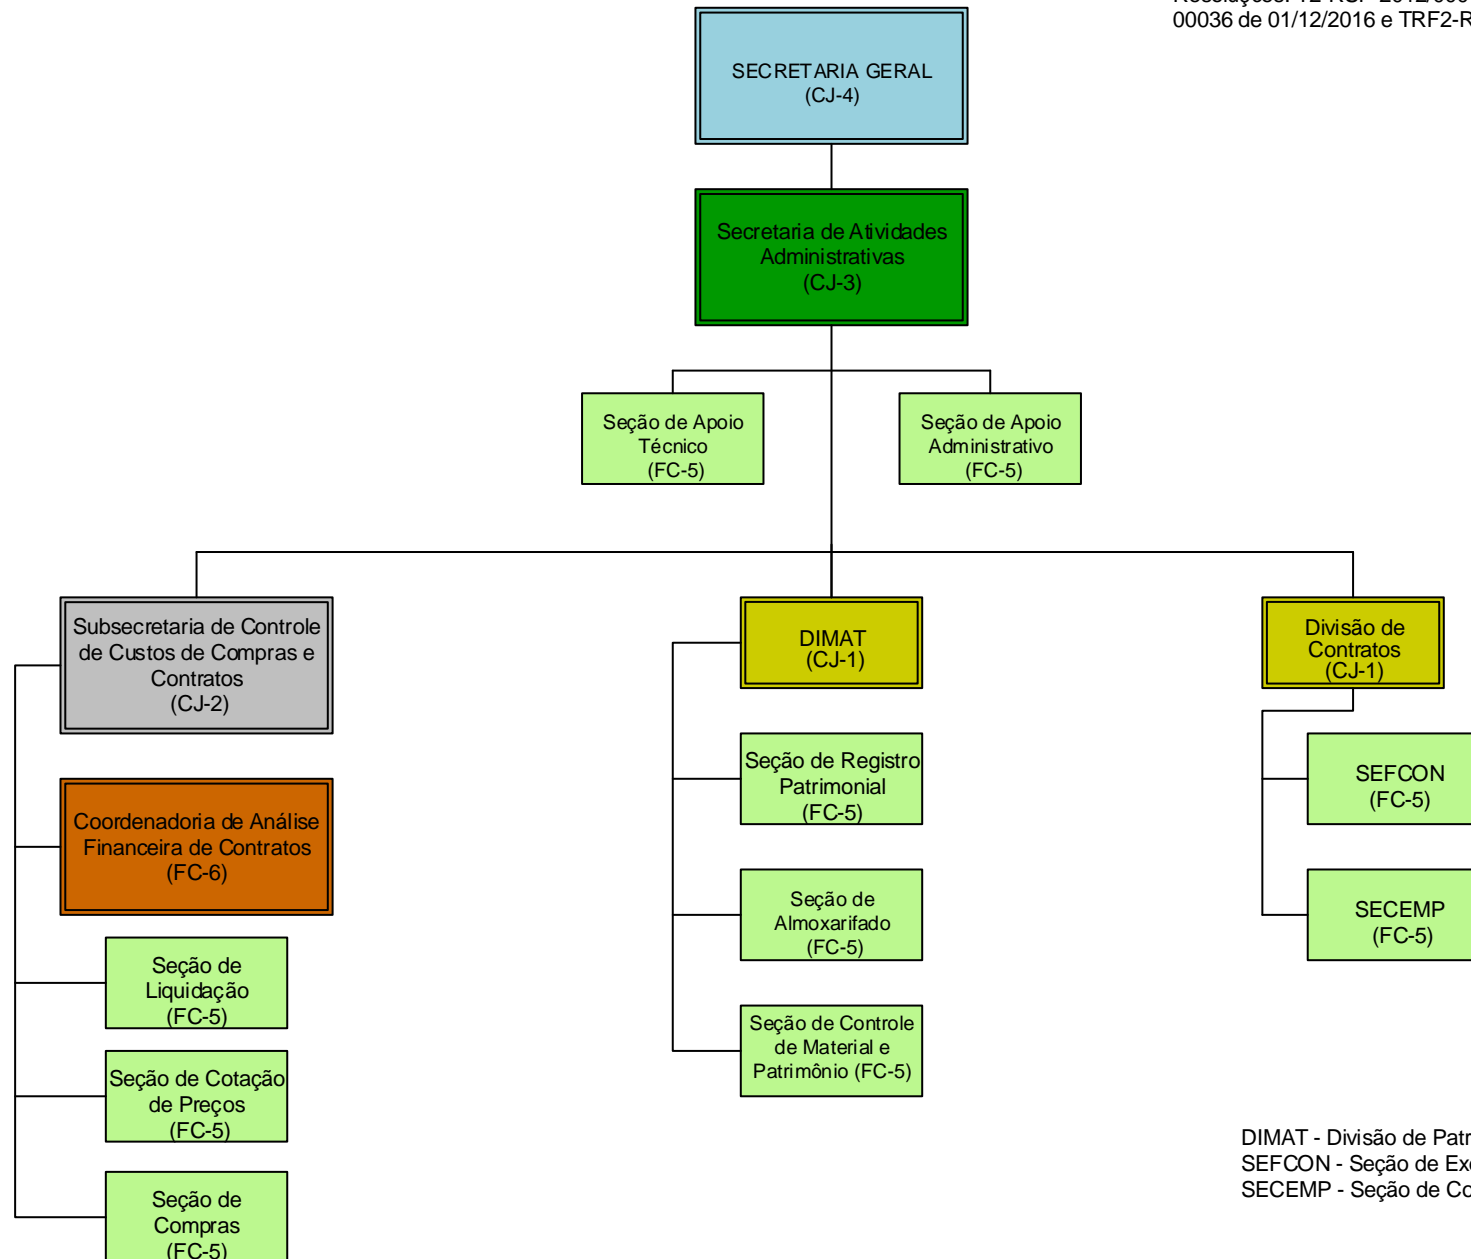 00036 de 01/12/2016 e
SECRETARIA GERAL
(CJ-4)
Secretaria de Atividades
Administrativas
(CJ-3)
Seção de Apoio
Técnico
(FC-5)
Seção de Apoio
Administrativo
(FC-5)
Subsecretaria de Controle
de Custos de Compras e
Contratos
(CJ-2)
DIMAT
(CJ-1)
Divisão de
Contratos
(CJ-1)
Coordenadoria de Análise
Financeira de Contratos
(FC-6)
Seção de Registro
Patrimonial
(FC-5)
SEFCON
(FC-5)
Seção de
Almoxarifado
(FC-5)
SECEMP
(FC-5)
Seção de
Liquidação
(FC-5)
Seção de Controle
de Material e
Patrimônio (FC-5)
Seção de Cotação
de Preços
(FC-5)
Seção de
Compras
(FC-5)
DIMAT - Divisão de
SEFCON - Seção de
SECEMP - Seção de